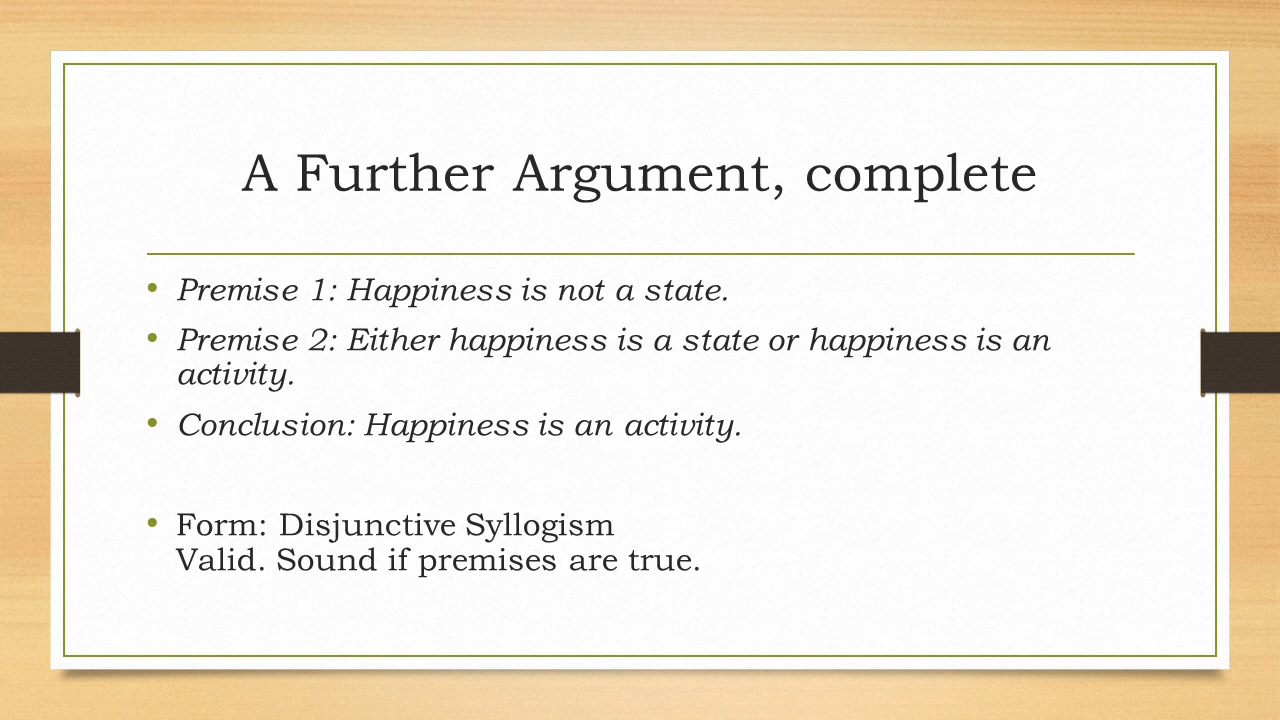 A Further Argument, complete
• Premise 1: Happiness is not a state.
• Premise 2: Either happiness is a state or happiness is an
activity.
• Conclusion: Happiness is an activity.
• Form: Disjunctive Syllogism
Valid. Sound if premises are true.